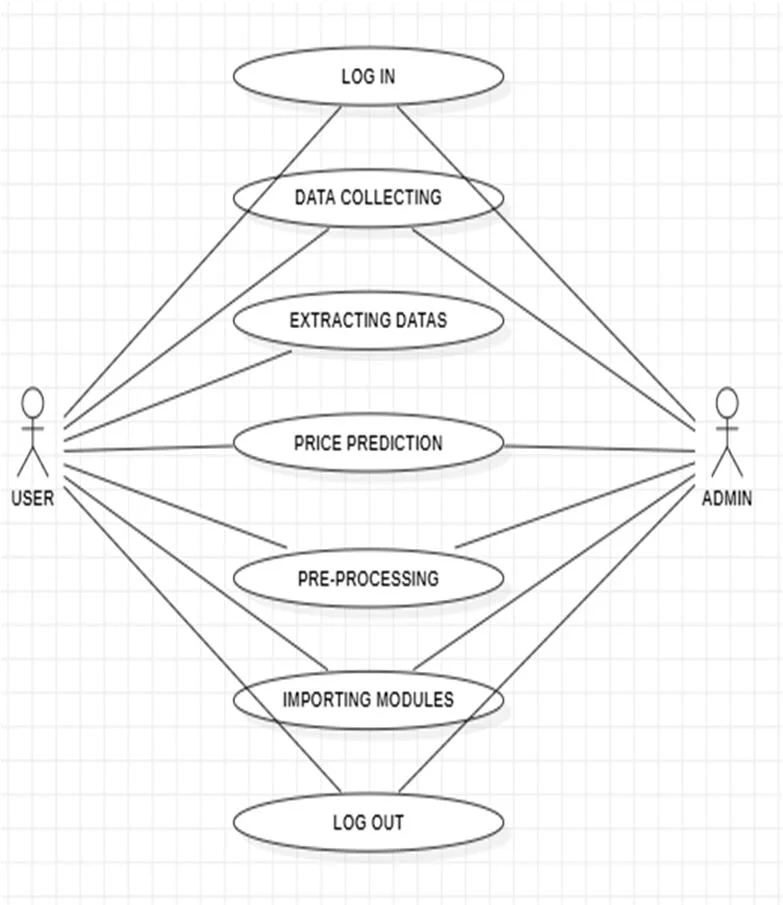 LOG IN
DATA COLLECTING
EXTRACTING DATAS
PRICE PREDICTION
USER
ADMIN
PRE-PROCESSING
IMPORTING MODULES
LOG OUT